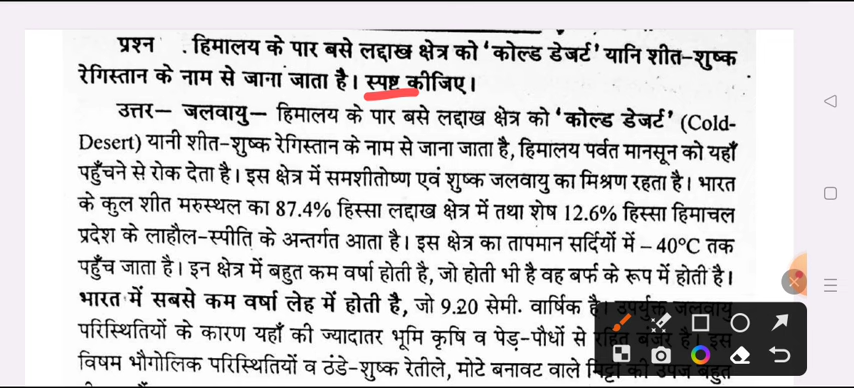 प्रश्न . हिमालय के पार बसे लद्दाख क्षेत्र को 'कोल्ड डेजर्ट' यानि शीत-शुष्क
रेगिस्तान के नाम से जाना जाता है। स्पष्ट कीजिए।
उत्तर— जलवायु— हिमालय के पार बसे लद्दाख क्षेत्र को 'कोल्ड डेजर्ट' (Cold-
Desert) यानी शीत-शुष्क रेगिस्तान के नाम से जाना जाता है, हिमालय पर्वत मानसून को यहाँ
पहुँचने से रोक देता है। इस क्षेत्र में समशीतोष्ण एवं शुष्क जलवायु का मिश्रण रहता है। भारत
के कुल शीत मरुस्थल का 87.4% हिस्सा लद्दाख क्षेत्र में तथा शेष 12.6% हिस्सा हिमाचल
प्रदेश के लाहौल-स्पीति के अन्तर्गत आता है। इस क्षेत्र का तापमान सर्दियों में – 40°C तक
पहुँच जाता है। इन क्षेत्र में बहुत कम वर्षा होती है, जो होती भी है वह बर्फ के रूप में होती है।
भारत में सबसे कम वर्षा लेह में होती है, जो 9.20 सेमी. वार्षिक है। उपर्युक्त जलवायु
परिस्थितियों के कारण यहाँ की ज्यादातर भूमि कृषि व पेड़-पौधों से रहित बंजर है। इस
विषम भौगोलिक परिस्थितियों व ठंडे-शुष्क रेतीले, मोटे बनावट वाले मिट्टी की उपज बहुत